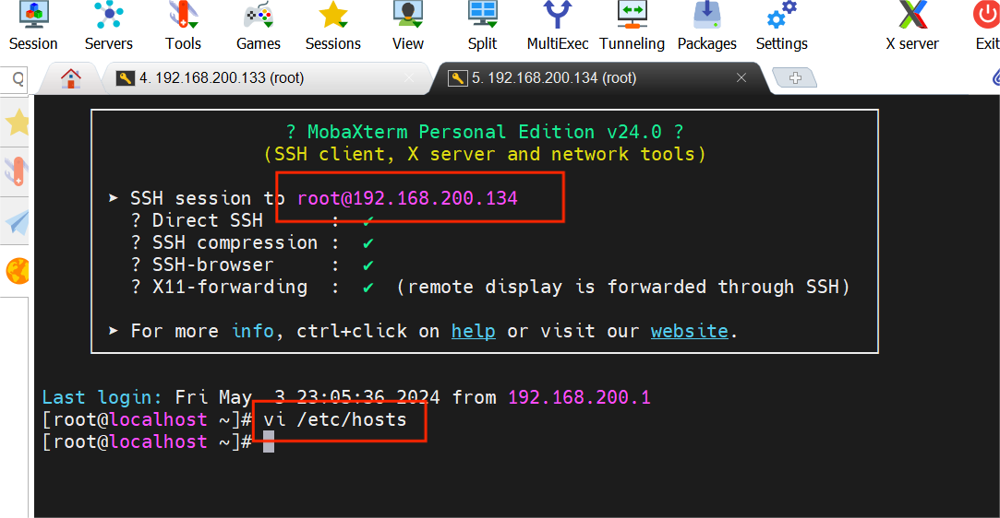 Session Servers Tools Games Sessions View Split MultiExec Tunneling Packages Settings X server Exit
4. 192.168.200.133 (root) 5. 192.168.200.134 (root)
? MobaXterm Personal Edition v24.0 ?
(SSH client, X server and network tools)
➤ SSH session to root@192.168.200.134
? Direct SSH : ✔
? SSH compression : ✔
? SSH-browser : ✔
? X11-forwarding : ✔ (remote display is forwarded through SSH)
➤ For more info, ctrl+click on help or visit our website.
Last login: Fri May 3 23:05:36 2024 from 192.168.200.1
[root@localhost ~]# vi /etc/hosts
[root@localhost ~]#